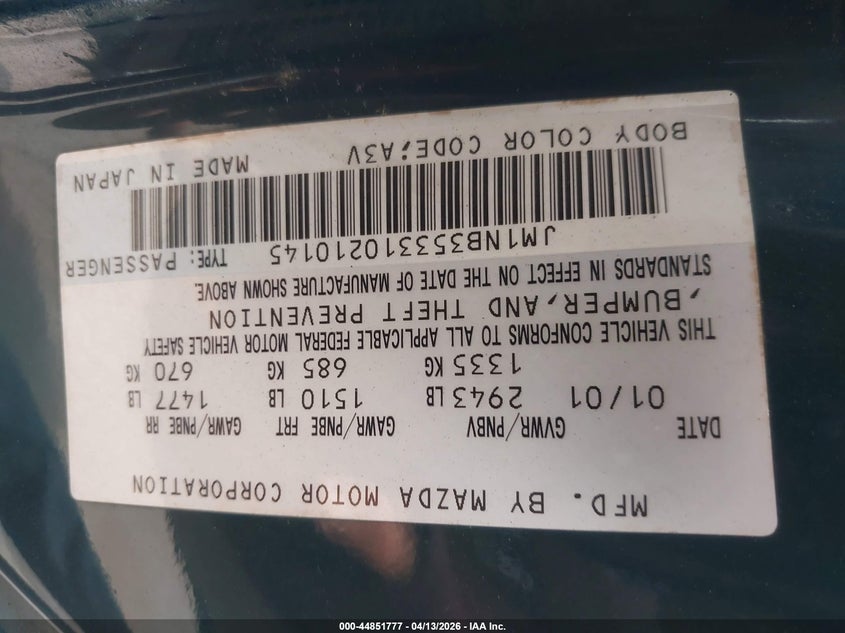 MFD. BY MAZDA MOTOR CORPORATION
DATE GVWR/PNBV GAWR/PNBE FRT GAWR/PNBE RR
01/01 2943 LB 1510 LB 1477 LB
1335 KG 685 KG 670 KG
THIS VEHICLE CONFORMS TO ALL APPLICABLE FEDERAL MOTOR VEHICLE SAFETY
,BUMPER,AND THEFT PREVENTION
STANDARDS IN EFFECT ON THE DATE OF MANUFACTURE SHOWN ABOVE.
JM1NB353310210145 TYPE: PASSENGER
BODY COLOR CODE;A3V MADE IN JAPAN
000-44851777 - 04/13/2026 - IAA Inc.